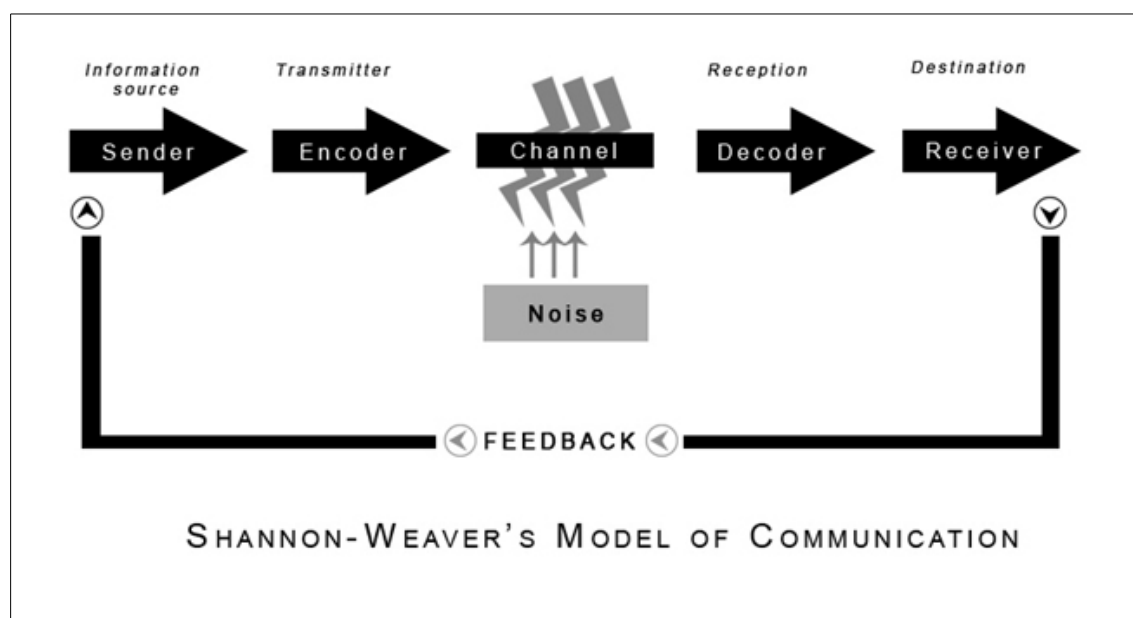 Information
source
Transmitter
Reception
Destination
Sender
Encoder
Channel
Decoder
Receiver
Noise
FEEDBACK
SHANNON-WEAVER'S MODEL OF COMMUNICATION